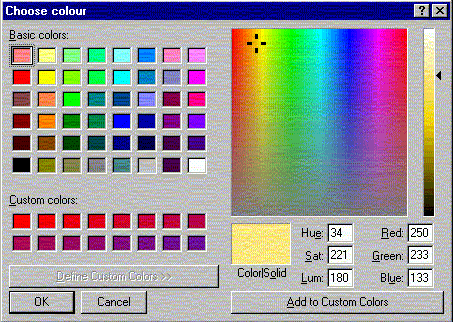 Choose colour
Basic colors:
Custom colors:
Define Custom Colors >>
OK
Cancel
Color|Solid
Hue: 34
Sat: 221
Lum: 180
Red: 250
Green: 233
Blue: 133
Add to Custom Colors